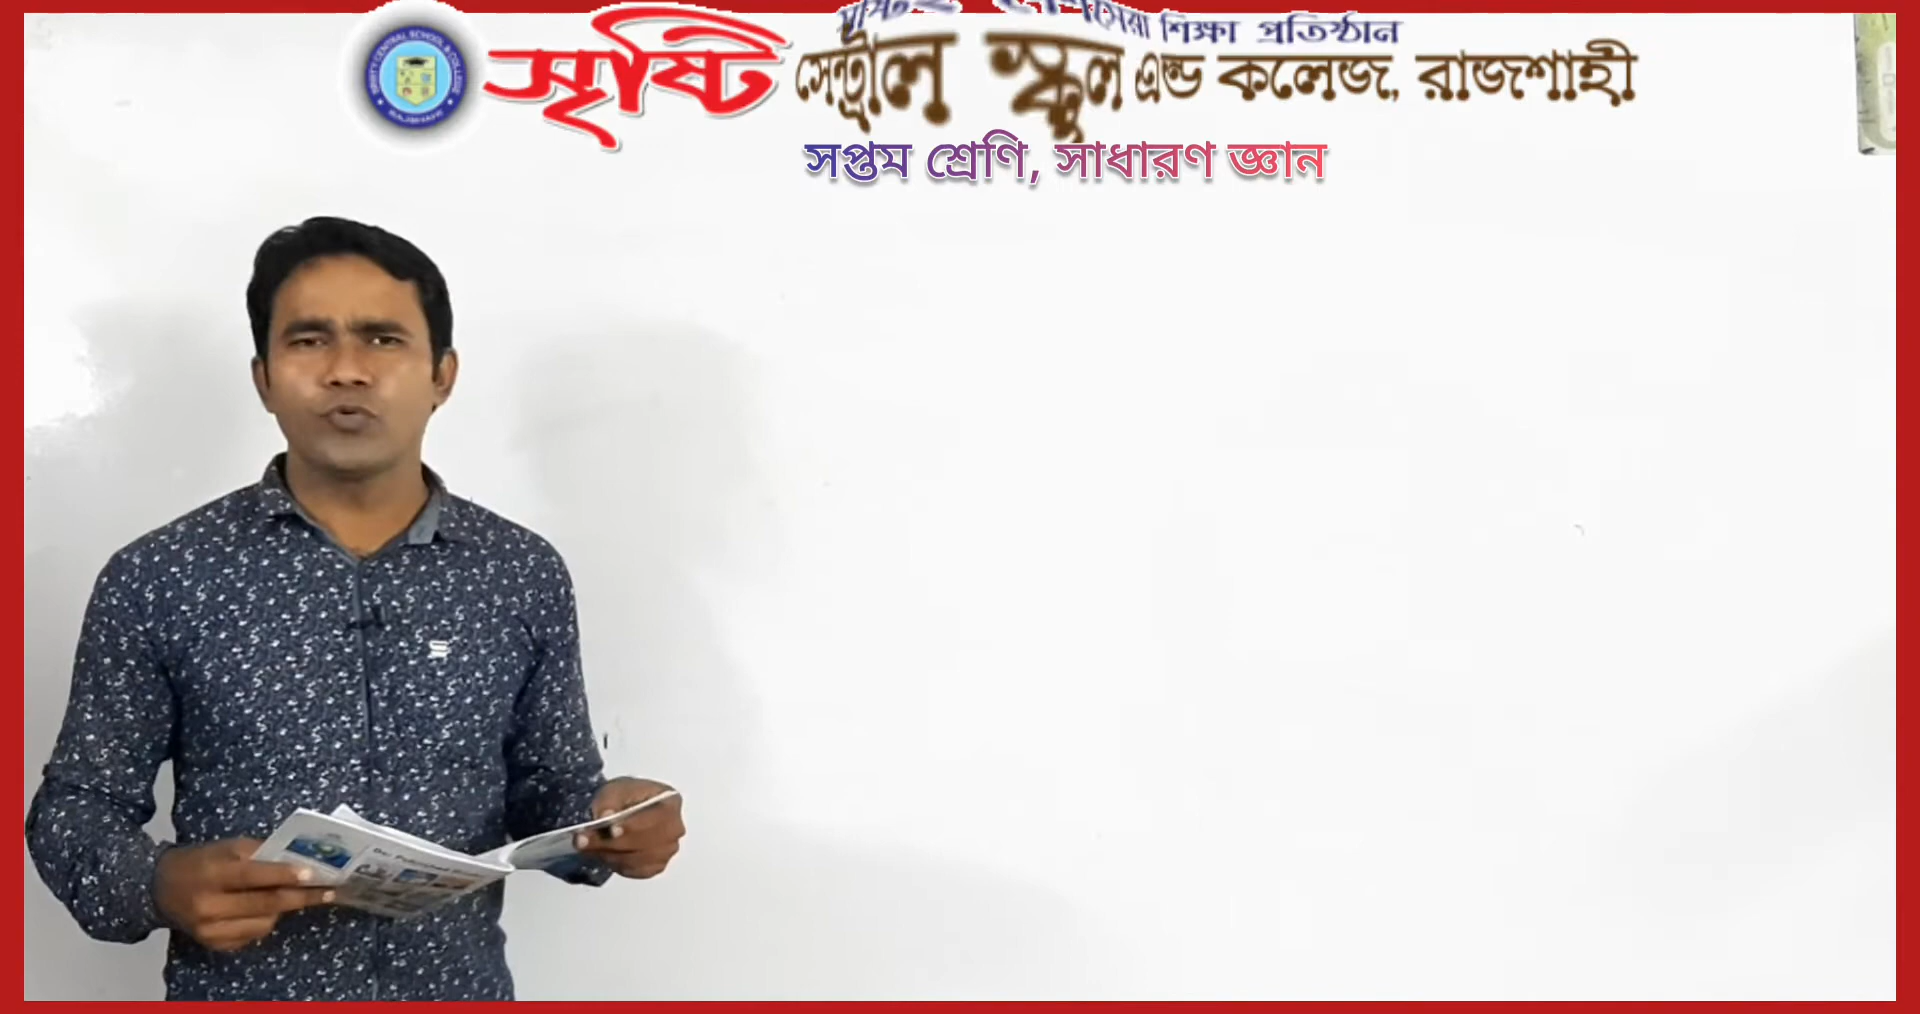 শিক্ষা প্রতিষ্ঠান
সৃষ্টি সেন্ট্রাল স্কুল এন্ড কলেজ, রাজশাহী
সপ্তম শ্রেণি, সাধারণ জ্ঞান